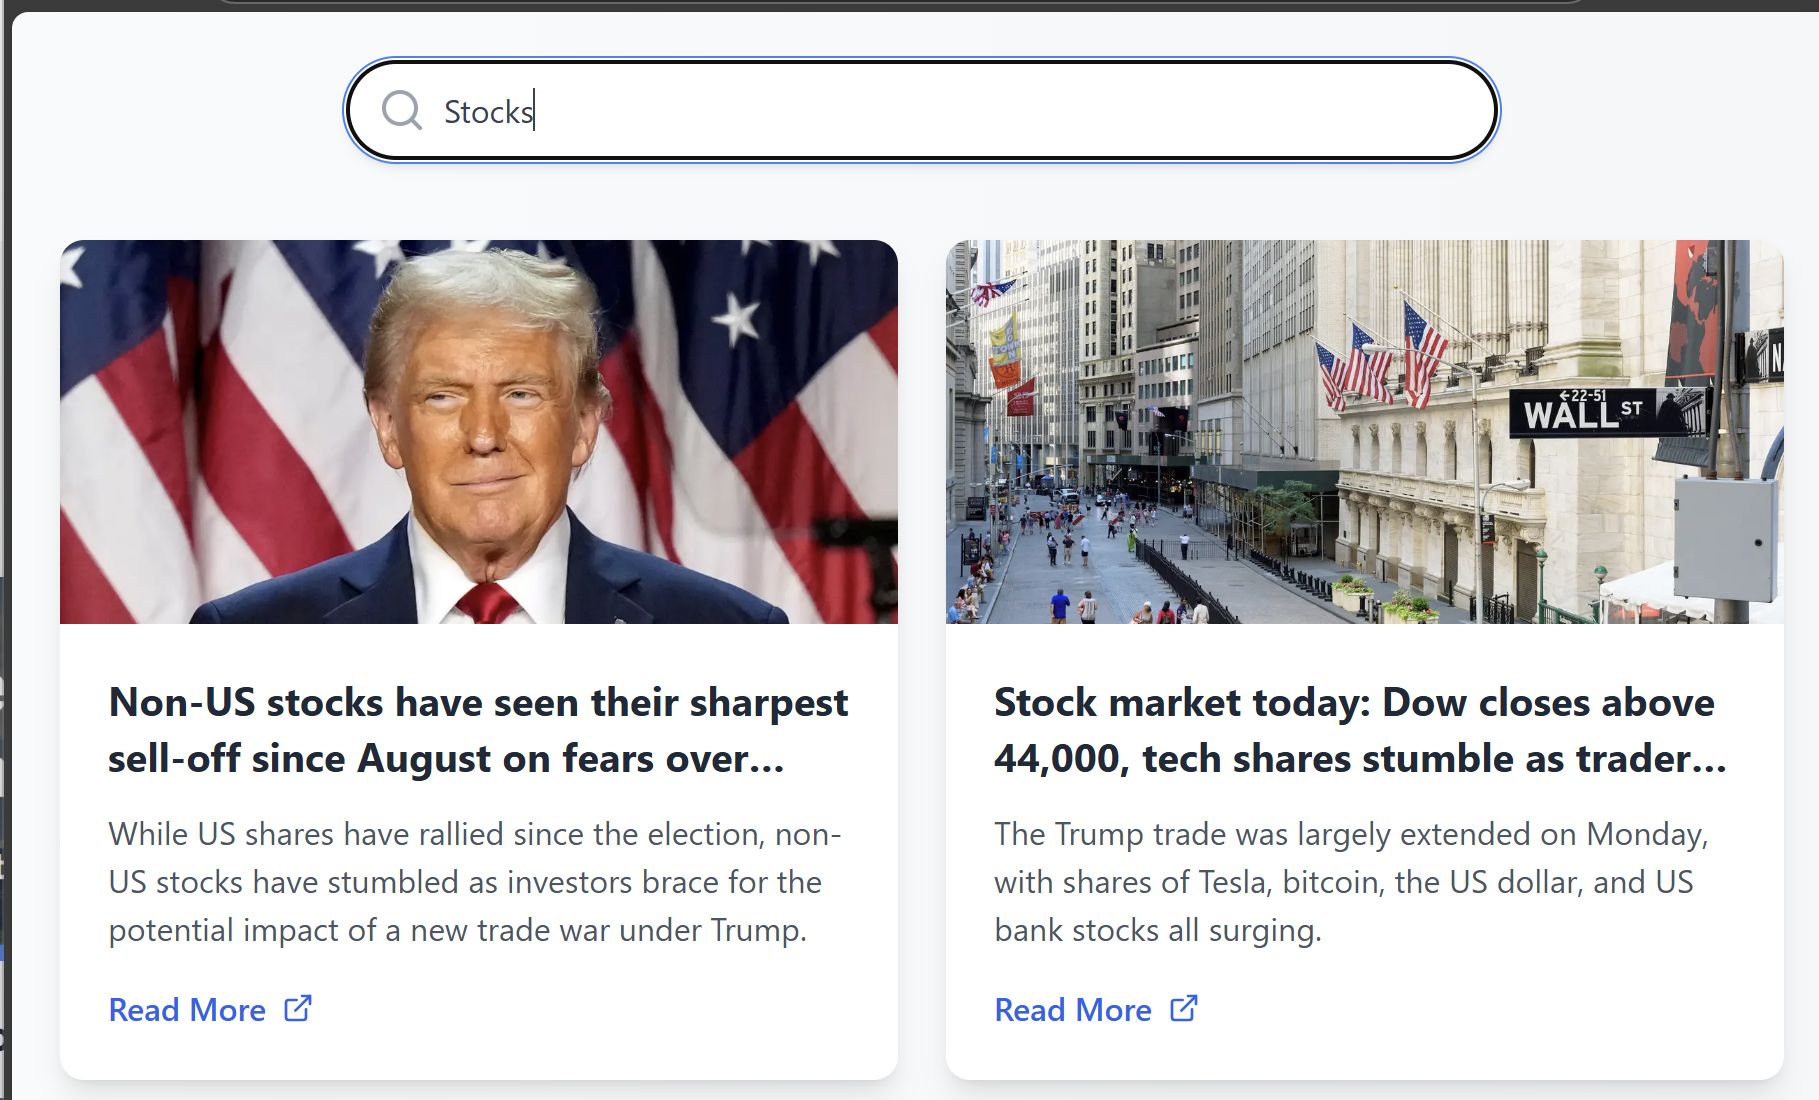 Stocks
←22-51
WALL ST
N
Non-US stocks have seen their sharpest
sell-off since August on fears over...
Stock market today: Dow closes above
44,000, tech shares stumble as trader...
While US shares have rallied since the election, non-
US stocks have stumbled as investors brace for the
potential impact of a new trade war under Trump.
The Trump trade was largely extended on Monday,
with shares of Tesla, bitcoin, the US dollar, and US
bank stocks all surging.
Read More
Read More